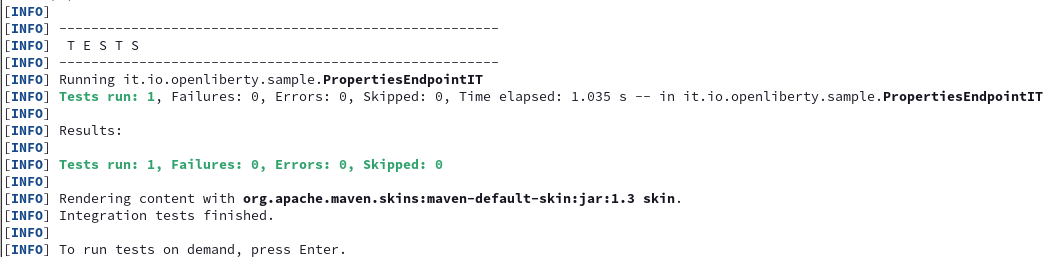 [INFO]
[INFO] -------------------------------------------------------
[INFO]  T E S T S
[INFO] -------------------------------------------------------
[INFO] Running it.io.openliberty.sample.PropertiesEndpointIT
[INFO] Tests run: 1, Failures: 0, Errors: 0, Skipped: 0, Time elapsed: 1.035 s -- in it.io.openliberty.sample.PropertiesEndpointIT
[INFO]
[INFO] Results:
[INFO]
[INFO] Tests run: 1, Failures: 0, Errors: 0, Skipped: 0
[INFO]
[INFO] Rendering content with org.apache.maven.skins:maven-default-skin:jar:1.3 skin.
[INFO] Integration tests finished.
[INFO]
[INFO] To run tests on demand, press Enter.